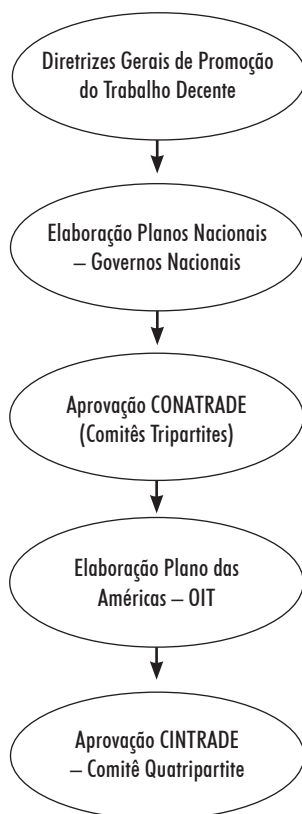 Diretrizes Gerais de Promoção
do Trabalho Decente
Elaboração Planos Nacionais
– Governos Nacionais
Aprovação CONATRADE
(Comitês Tripartites)
Elaboração Plano das
Américas – OIT
Aprovação CINTRADE
– Comitê Quatripartite